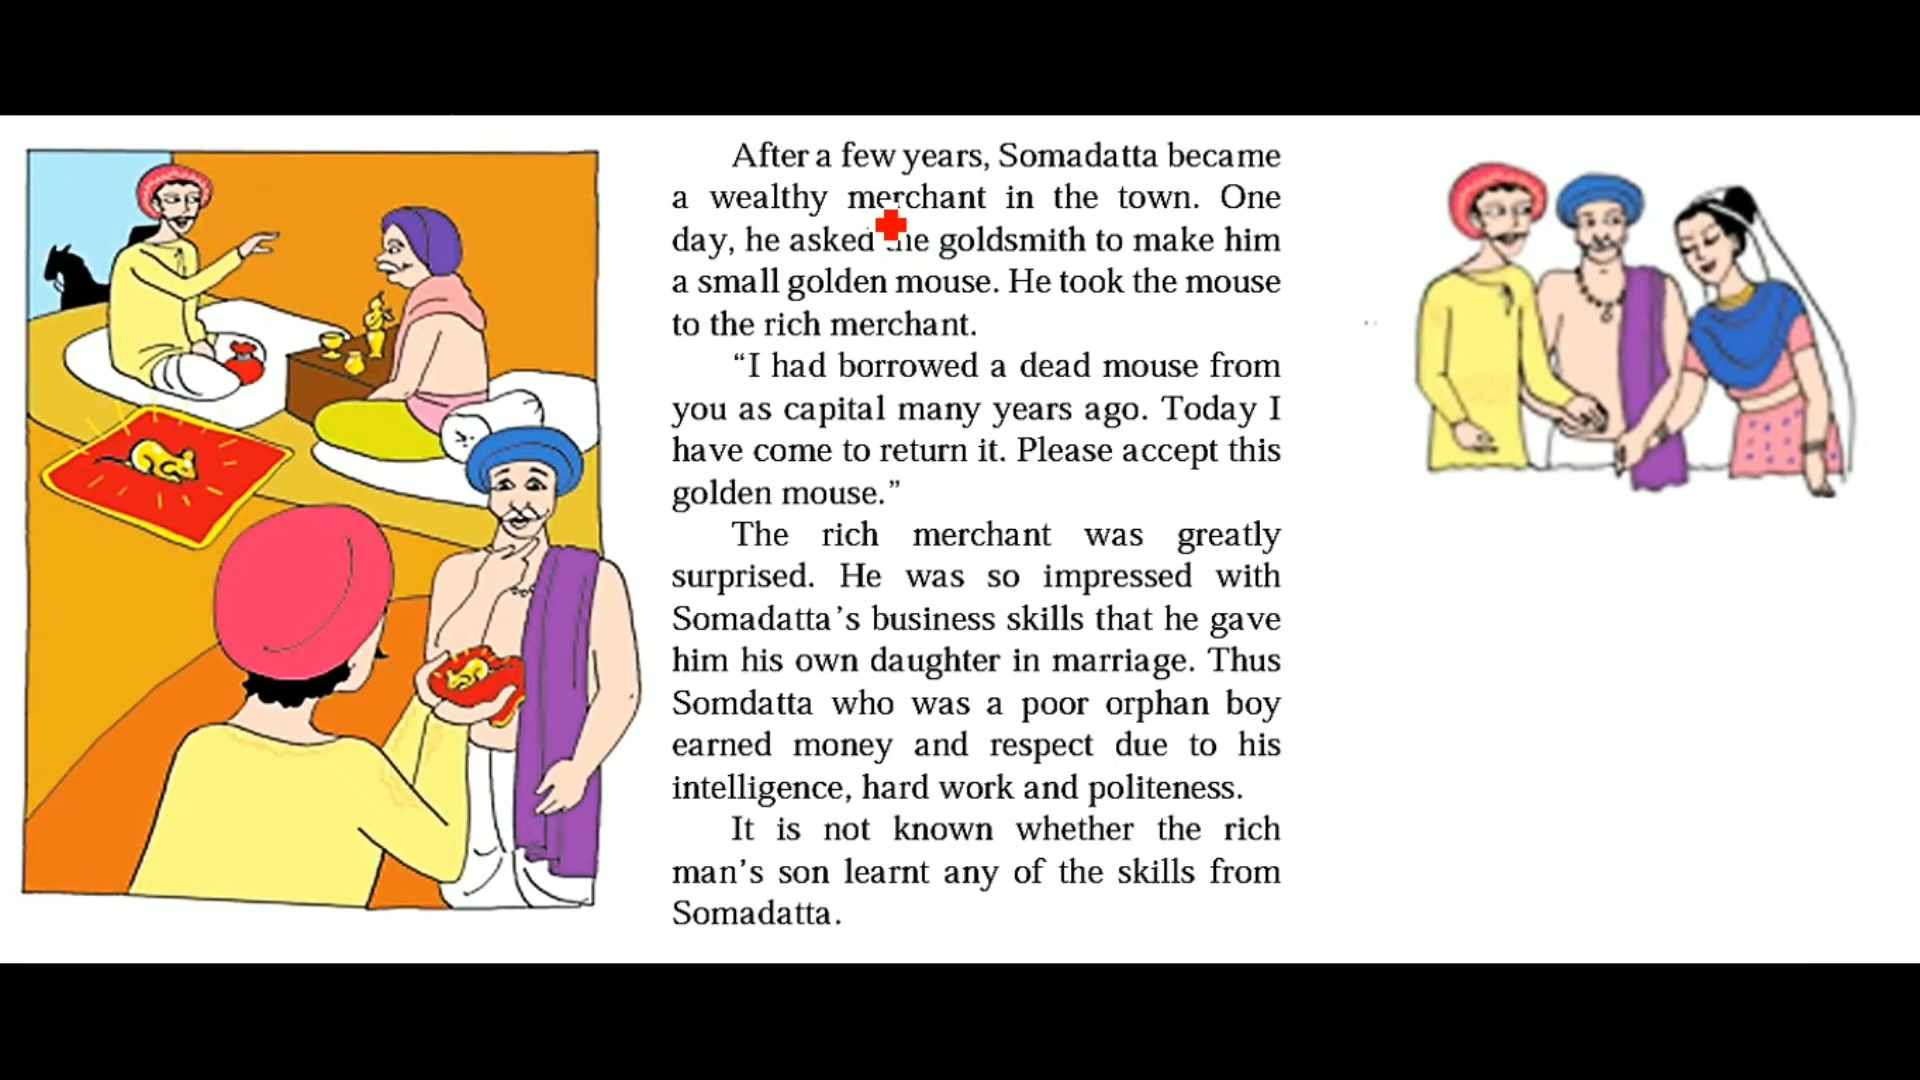 After a few years, Somadatta became
a wealthy merchant in the town. One
day, he asked the goldsmith to make him
a small golden mouse. He took the mouse
to the rich merchant.
“I had borrowed a dead mouse from
you as capital many years ago. Today I
have come to return it. Please accept this
golden mouse.”
The rich merchant was greatly
surprised. He was so impressed with
Somadatta’s business skills that he gave
him his own daughter in marriage. Thus
Somdatta who was a poor orphan boy
earned money and respect due to his
intelligence, hard work and politeness.
It is not known whether the rich
man’s son learnt any of the skills from
Somadatta.